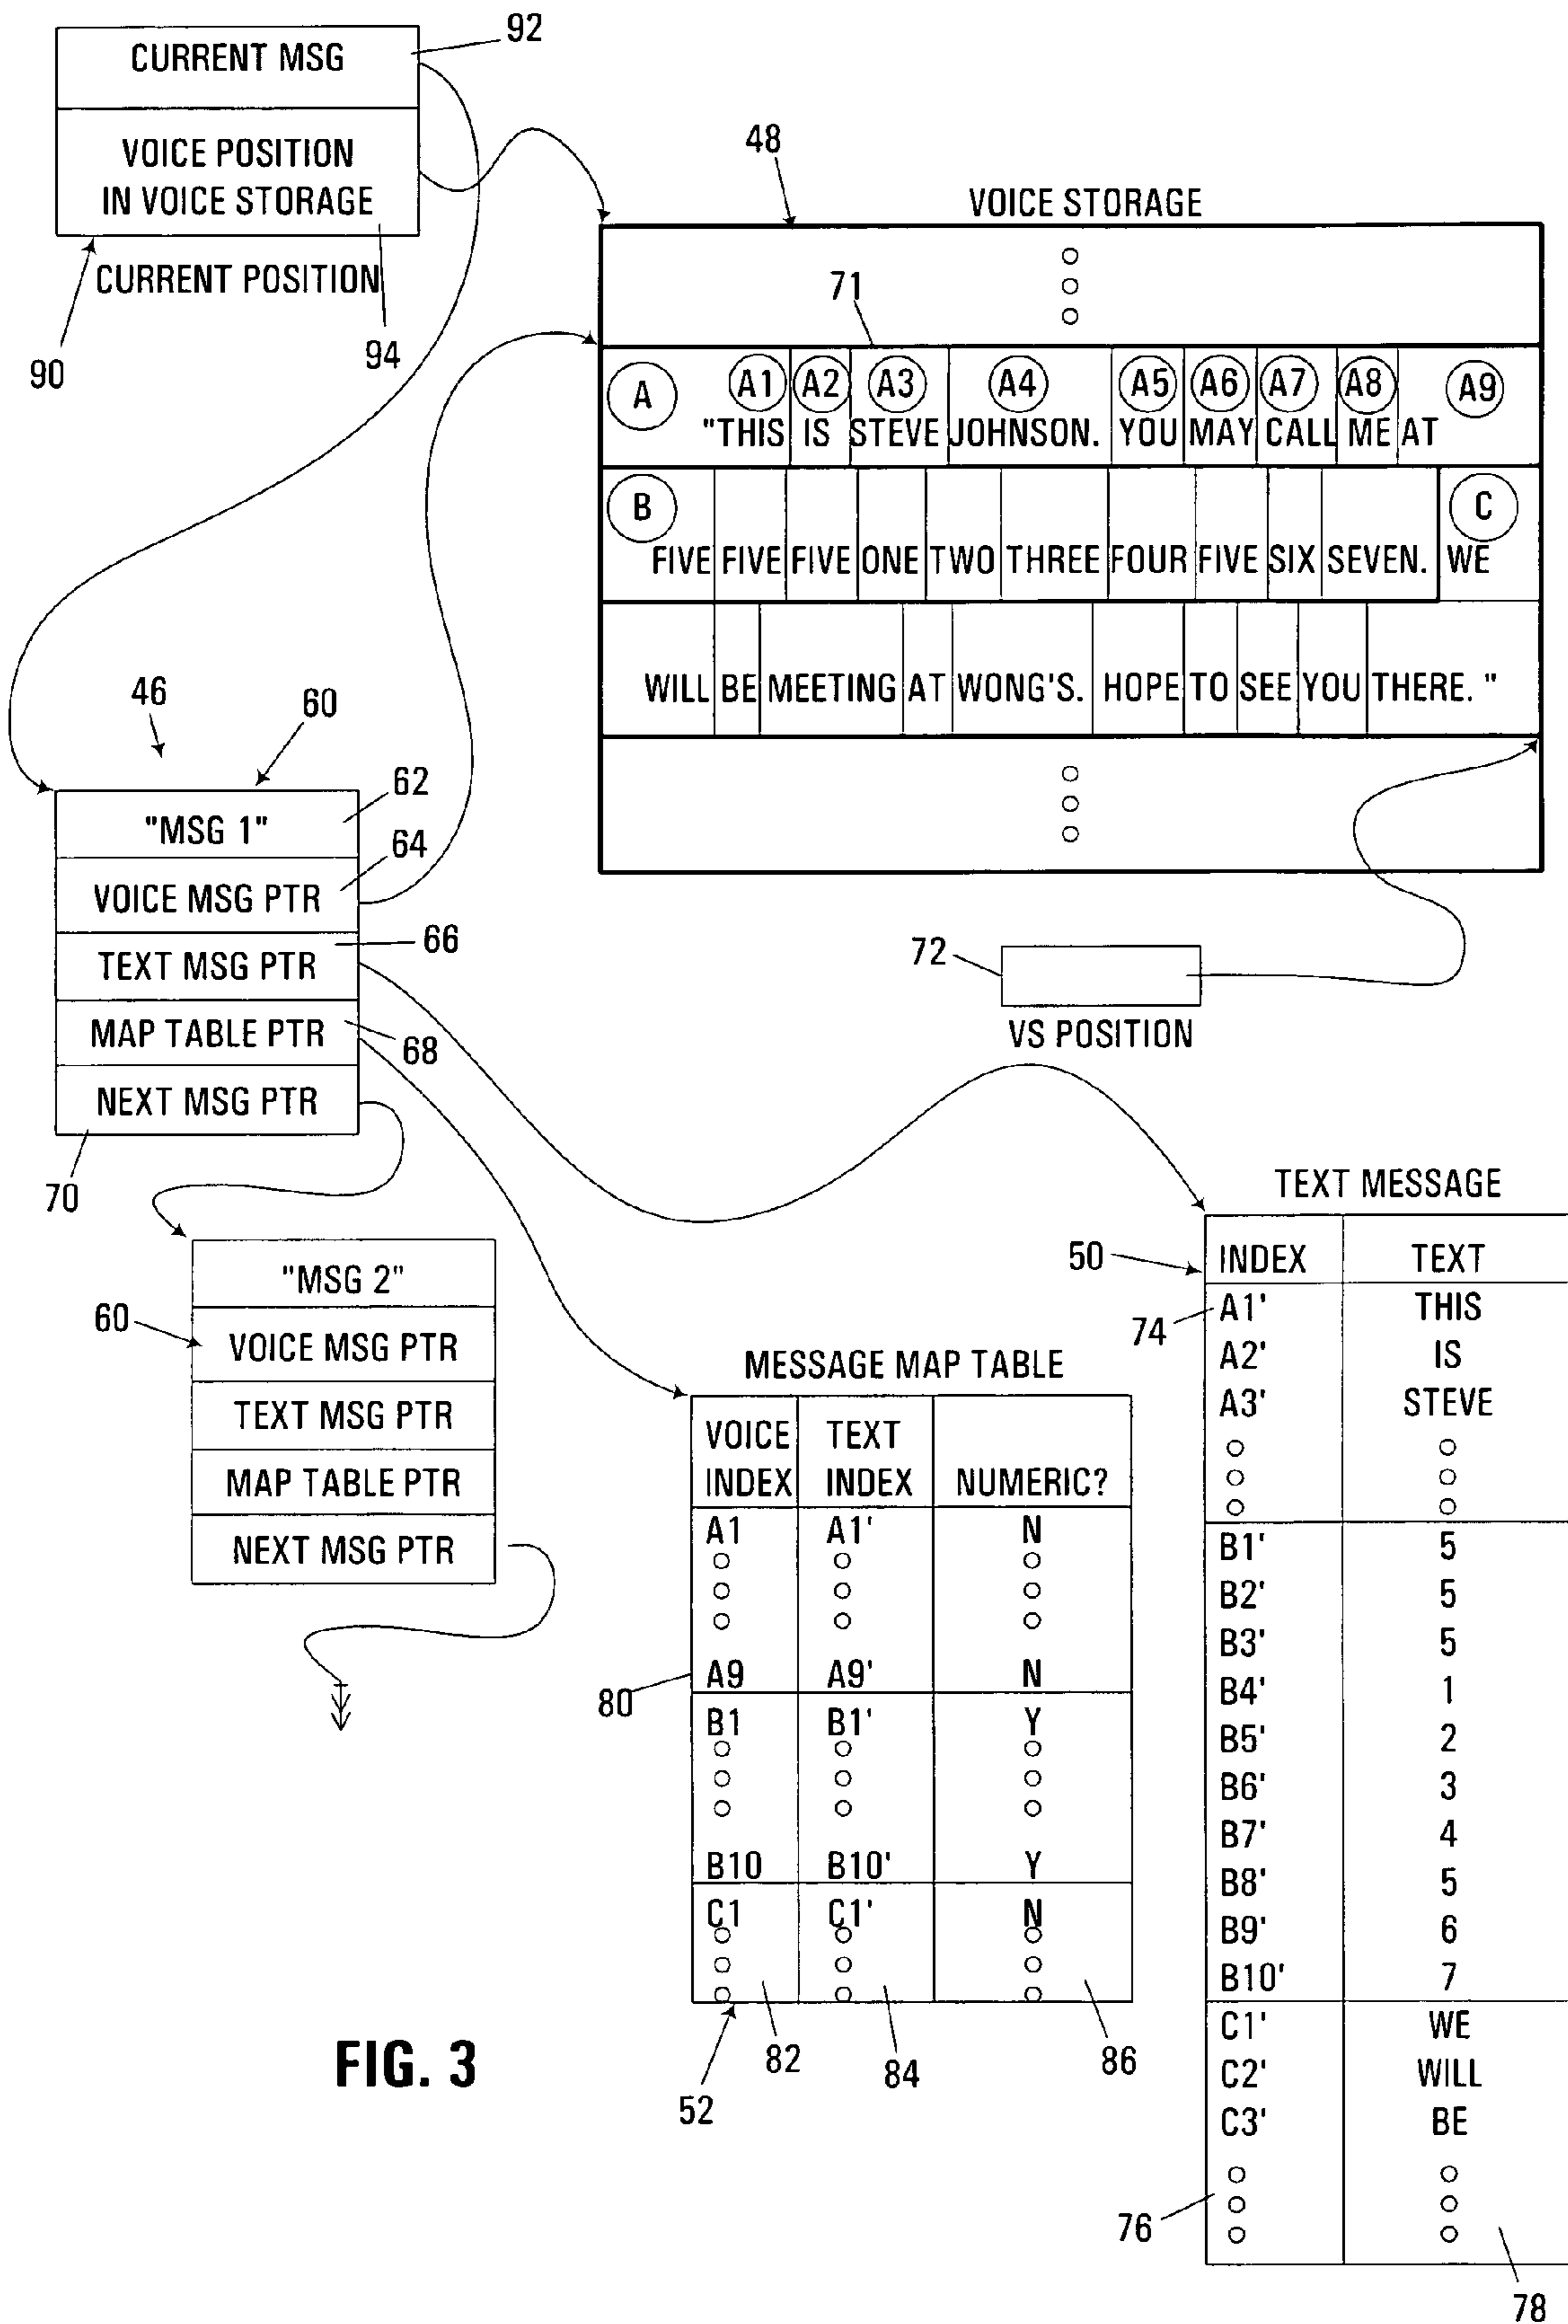 92
CURRENT MSG
VOICE POSITION
IN VOICE STORAGE
CURRENT POSITION
90
94
48
VOICE STORAGE
71
A A1 A2 A3 A4 A5 A6 A7 A8 A9
"THIS IS STEVE JOHNSON. YOU MAY CALL ME AT
B C
FIVE FIVE FIVE ONE TWO THREE FOUR FIVE SIX SEVEN. WE
WILL BE MEETING AT WONG'S. HOPE TO SEE YOU THERE. "
72
VS POSITION
46
60
62
"MSG 1"
64
VOICE MSG PTR
66
TEXT MSG PTR
MAP TABLE PTR
68
NEXT MSG PTR
70
"MSG 2"
60
VOICE MSG PTR
TEXT MSG PTR
MAP TABLE PTR
NEXT MSG PTR
MESSAGE MAP TABLE
VOICE TEXT
INDEX INDEX NUMERIC?
A1 A1' N
A9 A9' N
80
B1 B1' Y
B10 B10' Y
C1 C1' N
82
84
86
52
TEXT MESSAGE
50
INDEX TEXT
74
A1' THIS
A2' IS
A3' STEVE
B1' 5
B2' 5
B3' 5
B4' 1
B5' 2
B6' 3
B7' 4
B8' 5
B9' 6
B10' 7
C1' WE
C2' WILL
C3' BE
76
78
FIG. 3